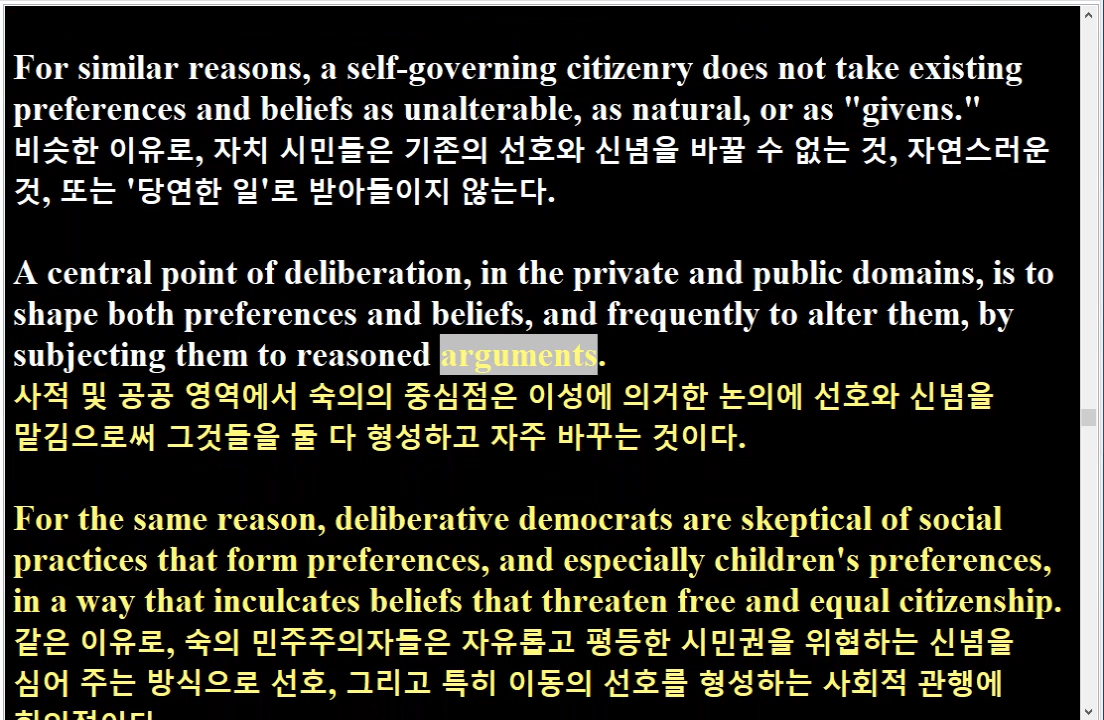 For similar reasons, a self-governing citizenry does not take existing
preferences and beliefs as unalterable, as natural, or as "givens."
비슷한 이유로, 자치 시민들은 기존의 선호와 신념을 바꿀 수 없는 것, 자연스러운
것, 또는 '당연한 일'로 받아들이지 않는다.
A central point of deliberation, in the private and public domains, is to
shape both preferences and beliefs, and frequently to alter them, by
subjecting them to reasoned arguments.
사적 및 공공 영역에서 숙의의 중심점은 이성에 의거한 논의에 선호와 신념을
맡김으로써 그것들을 둘 다 형성하고 자주 바꾸는 것이다.
For the same reason, deliberative democrats are skeptical of social
practices that form preferences, and especially children's preferences,
in a way that inculcates beliefs that threaten free and equal citizenship.
같은 이유로, 숙의 민주주의자들은 자유롭고 평등한 시민권을 위협하는 신념을
심어 주는 방식으로 선호, 그리고 특히 이동의 선호를 형성하는 사회적 관행에